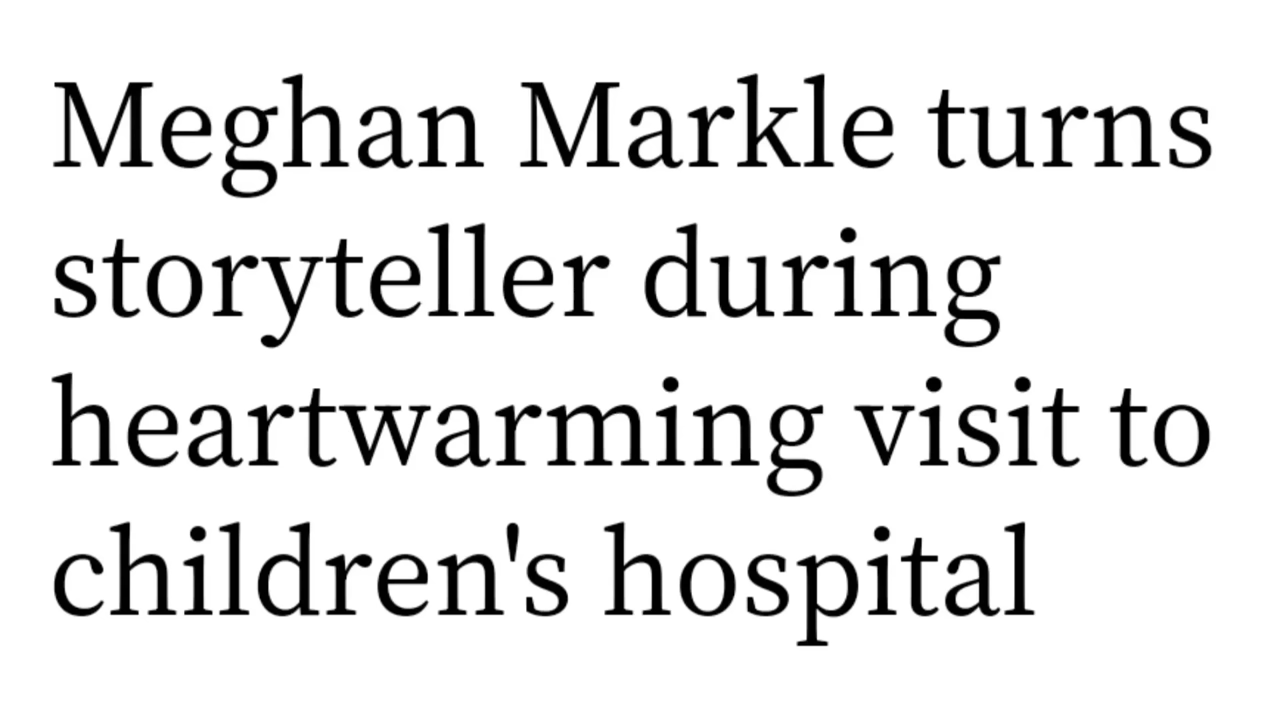 Meghan Markle turns
storyteller during
heartwarming visit to
children's hospital